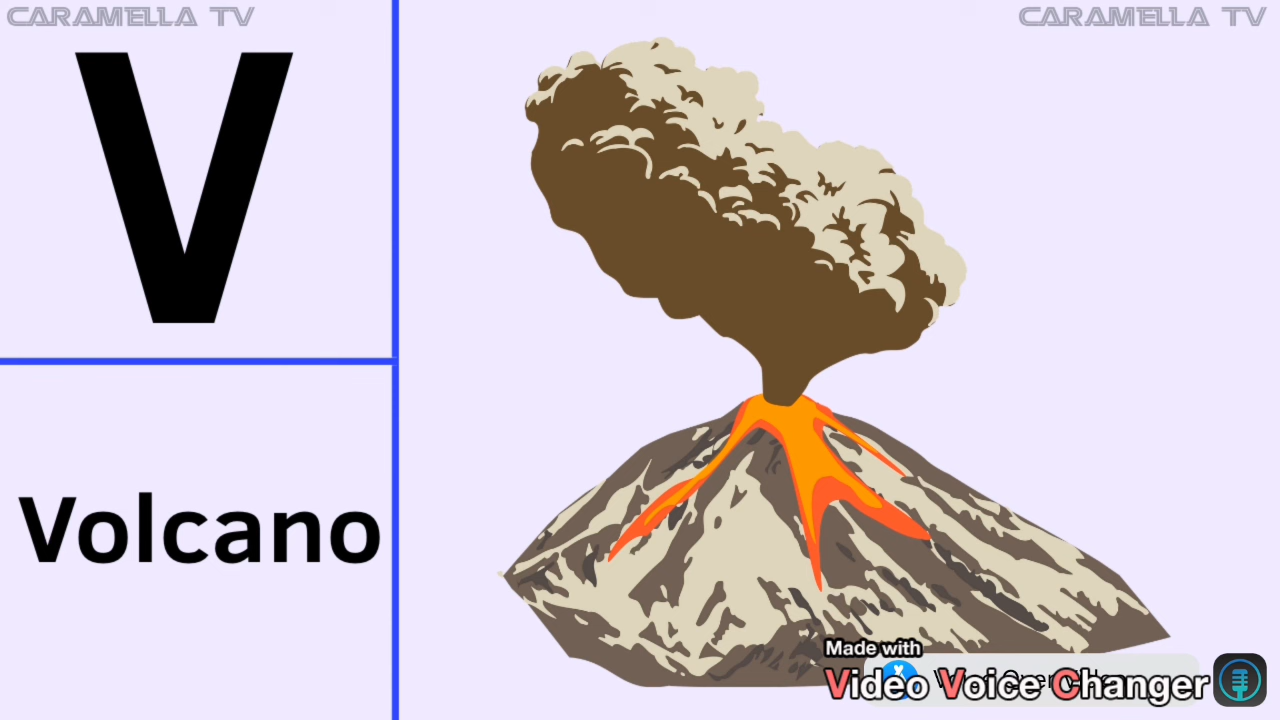 CARAMELLA TV
CARAMELLA TV
V
Volcano
Made with
Video Voice Changer